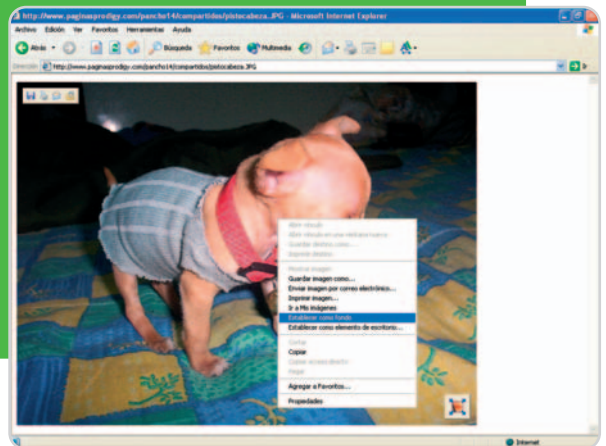 http://www.paginasprodigy.com/pancho14/compartidos/pistocabeza.JPG - Microsoft Internet Explorer
Archivo Edición Ver Favoritos Herramientas Ayuda
Atrás Búsqueda Favoritos Multimedia
Dirección http://www.paginasprodigy.com/pancho14/compartidos/pistocabeza.JPG Ir
Abrir vínculo
Abrir vínculo en una ventana nueva
Guardar destino como...
Imprimir destino
Mostrar imagen
Guardar imagen como...
Enviar imagen por correo electrónico...
Imprimir imagen...
Ir a Mis imágenes
Establecer como fondo
Establecer como elemento de escritorio...
Cortar
Copiar
Copiar acceso directo
Pegar
Agregar a Favoritos...
Propiedades
Internet